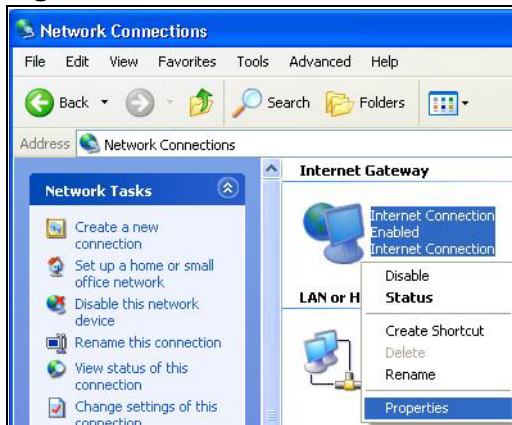 Network Connections
File Edit View Favorites Tools Advanced Help
Back Search Folders
Address Network Connections
Network Tasks
Create a new
connection
Set up a home or small
office network
Disable this network
device
Rename this connection
View status of this
connection
Change settings of this
connection
Internet Gateway
Internet Connection
Enabled
Internet Connection
LAN or H
Disable
Status
Create Shortcut
Delete
Rename
Properties